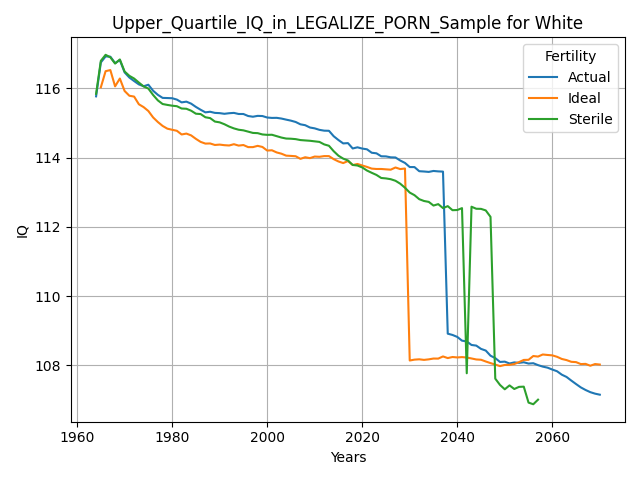 Upper_Quartile_IQ_in_LEGALIZE_PORN_Sample for White
Fertility
Actual
Ideal
Sterile
IQ
116
114
112
110
108
1960 1980 2000 2020 2040 2060
Years